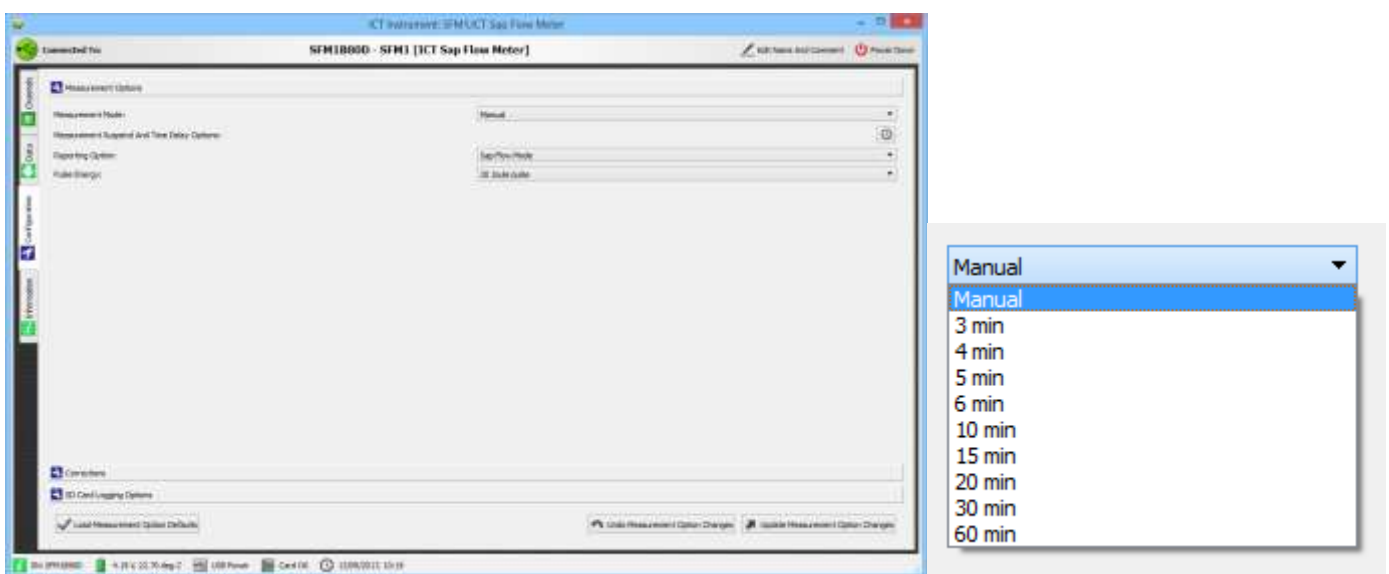 ICT Instrument: SFM UCT Sap Flow Meter
Connected To:
SFM1B80D - SFM1 [ICT Sap Flow Meter]
Edit Name And Comment
Power Down
Channels
Data
Configuration
Information
Measurement Options
Measurement Mode:
Manual
Measurement Suspend And Time Delay Options:
Reporting Option:
Sap Flow Mode
Pulse Energy:
Corrections
SD Card Logging Options
Load Measurement Option Defaults
Undo Measurement Option Changes
Update Measurement Option Changes
USB Power
Card OK
Manual
Manual
3 min
4 min
5 min
6 min
10 min
15 min
20 min
30 min
60 min